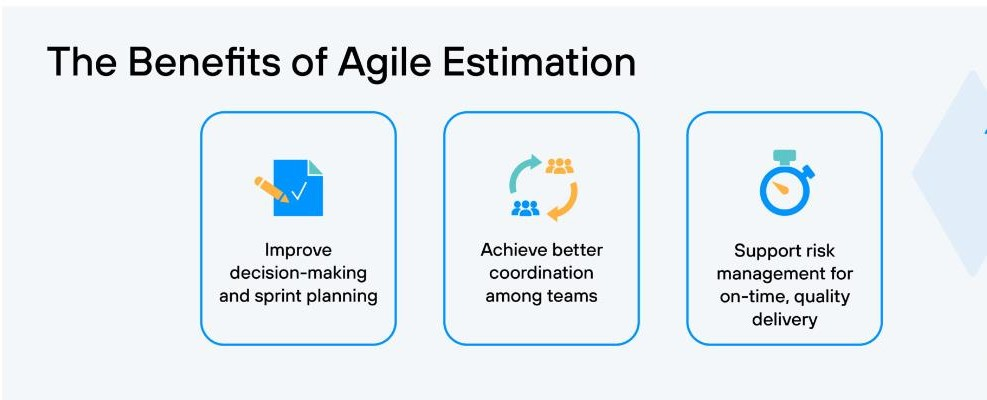 The Benefits of Agile Estimation
Improve
decision-making
and sprint planning
Achieve better
coordination
among teams
Support risk
management for
on-time, quality
delivery